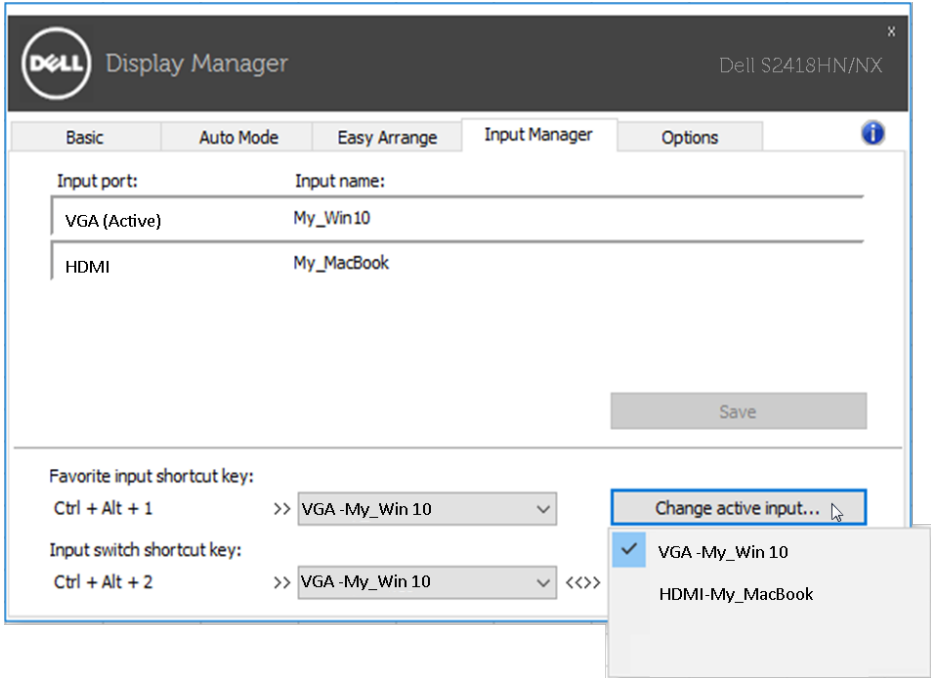 x
DELL Display Manager
Dell S2418HN/NX
Basic Auto Mode Easy Arrange Input Manager Options i
Input port: Input name:
VGA (Active) My_Win10
HDMI My_MacBook
Save
Favorite input shortcut key:
Ctrl + Alt + 1 >> VGA -My_Win 10 Change active input...
Input switch shortcut key:
Ctrl + Alt + 2 >> VGA -My_Win 10 <<>>
VGA -My_Win 10
HDMI-My_MacBook